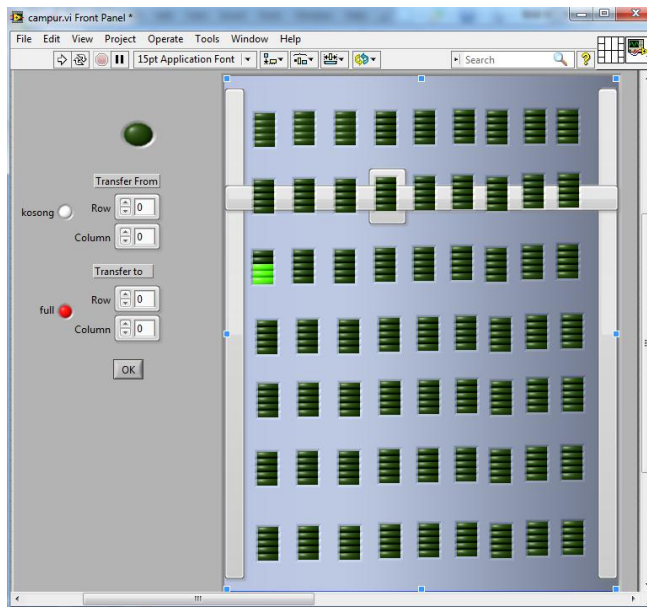 campur.vi Front Panel *
File Edit View Project Operate Tools Window Help
15pt Application Font
Search
Transfer From
kosong
Row 0
Column 0
Transfer to
full
Row 0
Column 0
OK